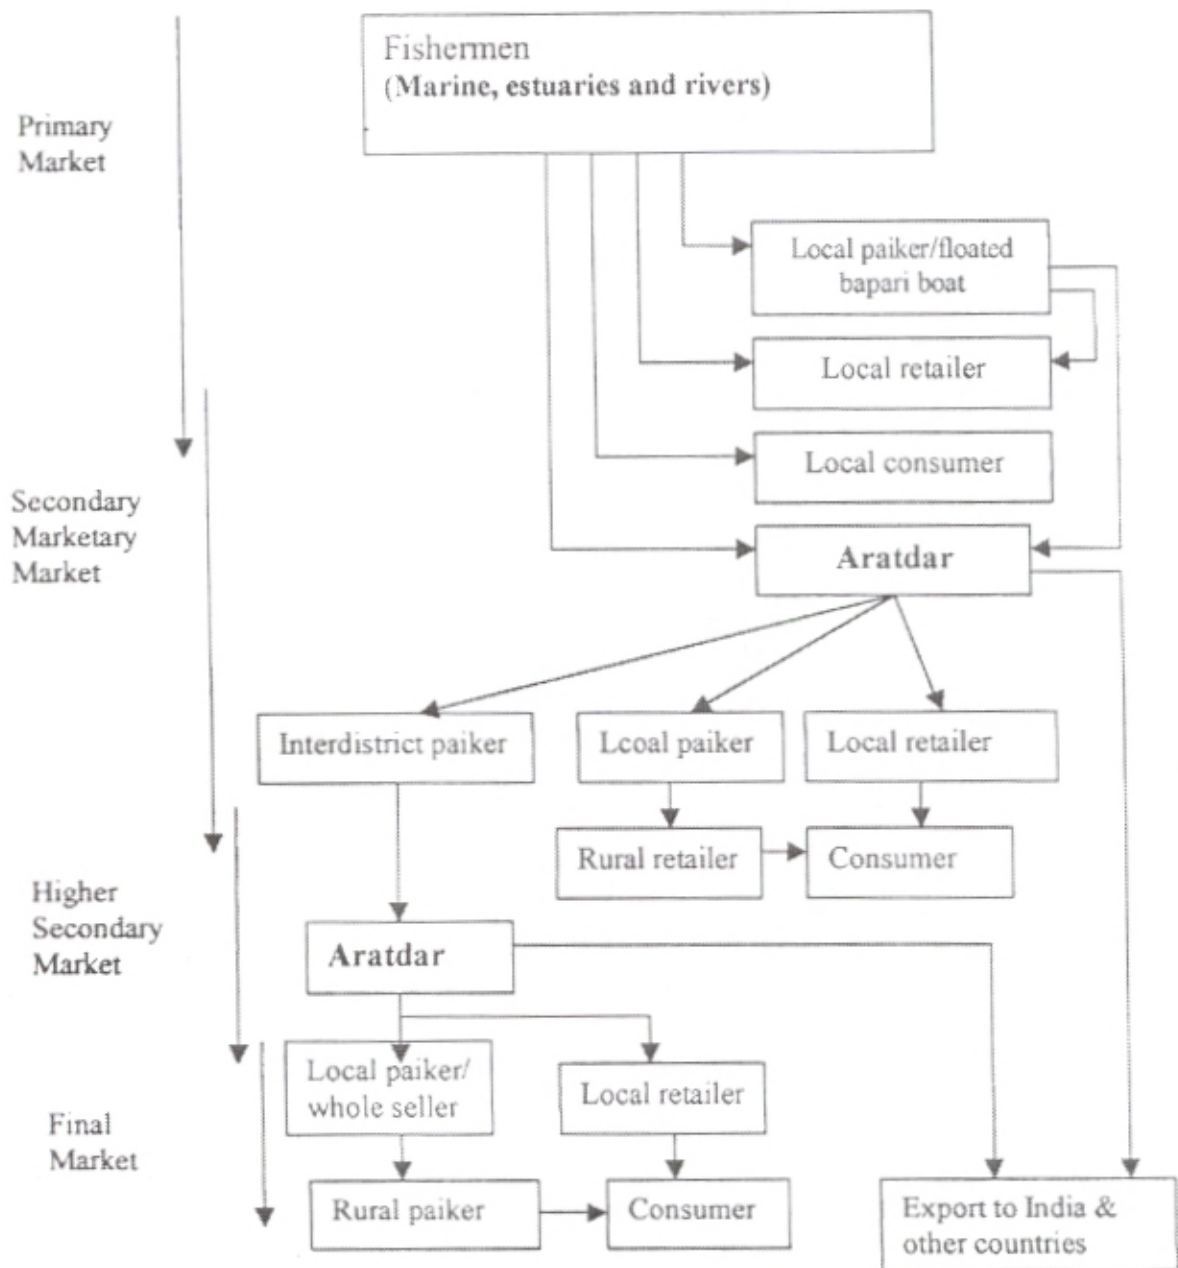 Fishermen
(Marine, estuaries and rivers)
Primary
Market
Local paiker/floated
bapari boat
Local retailer
Local consumer
Secondary
Marketary
Market
Aratdar
Interdistrict paiker
Lcoal paiker
Local retailer
Rural retailer
Consumer
Higher
Secondary
Market
Aratdar
Local paiker/
whole seller
Local retailer
Final
Market
Rural paiker
Consumer
Export to India &
other countries